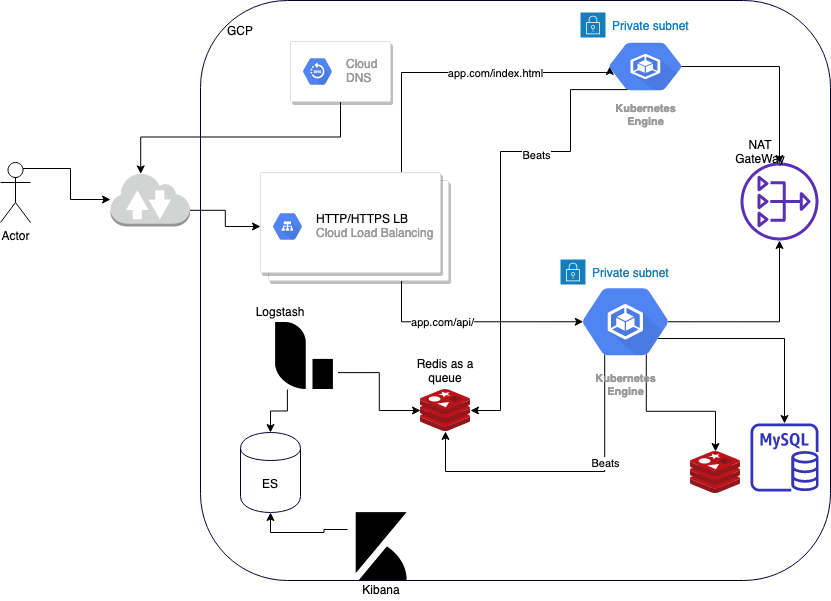 GCP
Private subnet
Cloud
DNS
DNS
app.com/index.html
Kubernetes
Engine
Beats
NAT
GateWay
HTTP/HTTPS LB
Cloud Load Balancing
Actor
Private subnet
Logstash
app.com/api/
Redis as a
queue
Kubernetes
Engine
MySQL
Beats
ES
Kibana